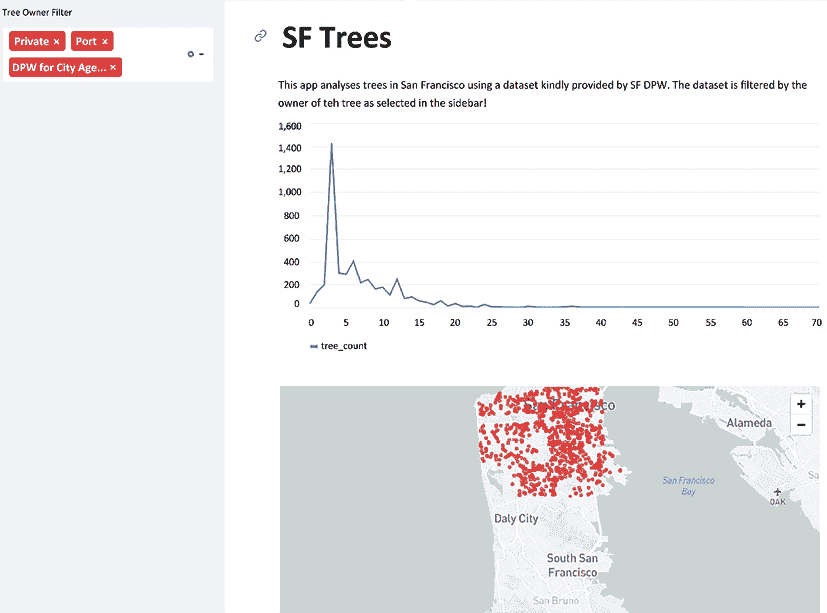 Tree Owner Filter
Private × Port ×
DPW for City Age... ×
SF Trees
This app analyses trees in San Francisco using a dataset kindly provided by SF DPW. The dataset is filtered by the
owner of teh tree as selected in the sidebar!
1,600
1,400
1,200
1,000
800
600
400
200
0
0 5 10 15 20 25 30 35 40 45 50 55 60 65 70
tree_count
+
−
Alameda
San Francisco
Bay
OAK
Daly City
South San
Francisco
San Bruno